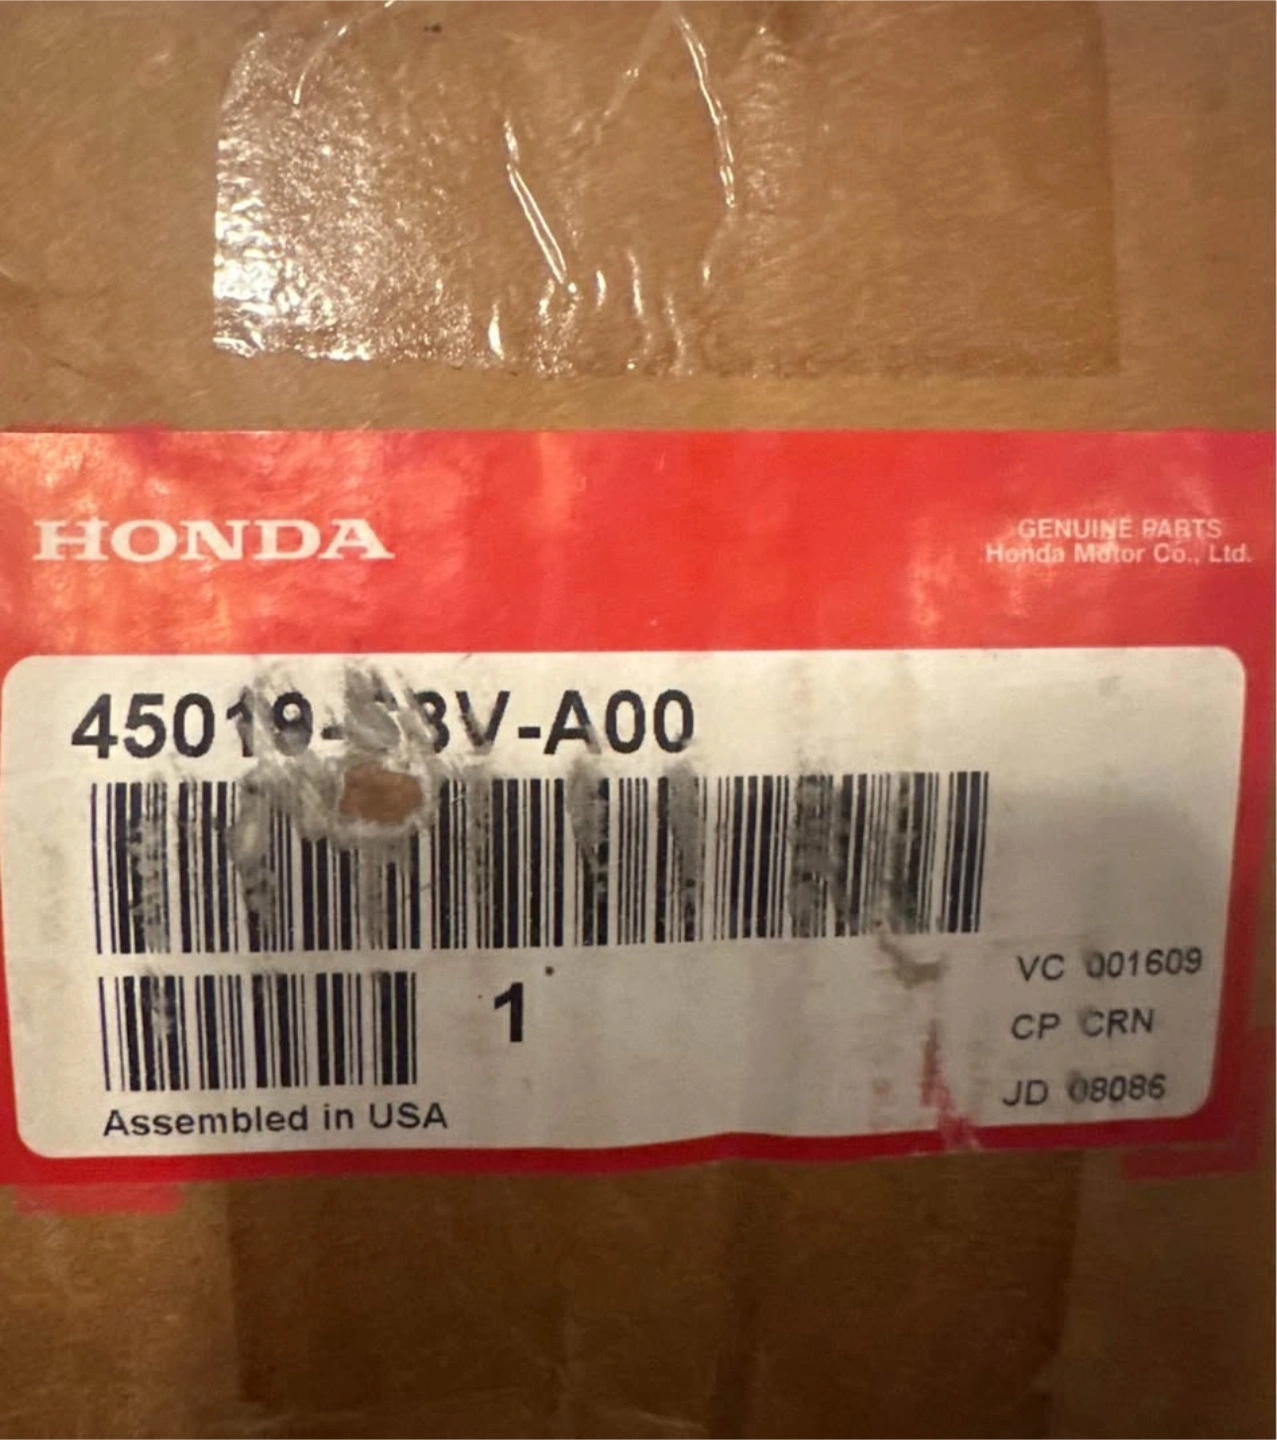 HONDA
GENUINE PARTS
Honda Motor Co., Ltd.
1
VC 001609
CP CRN
JD 08086
Assembled in USA